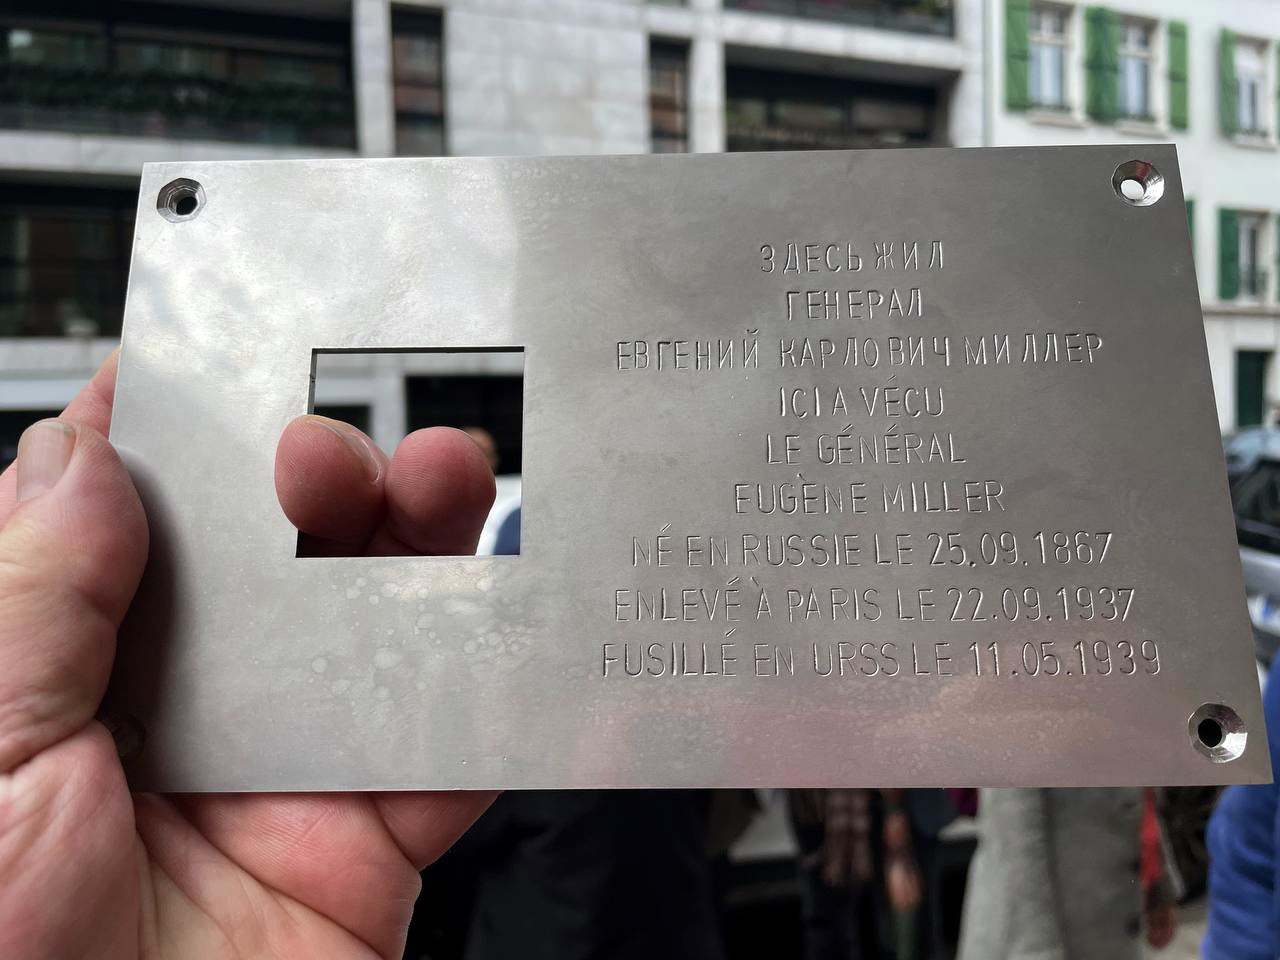 ЗДЕСЬ ЖИЛ
ГЕНЕРАЛ
ЕВГЕНИЙ КАРЛОВИЧ МИЛЛЕР
ICI A VÉCU
LE GÉNÉRAL
EUGÈNE MILLER
NÉ EN RUSSIE LE 25.09.1867
ENLEVÉ À PARIS LE 22.09.1937
FUSILLÉ EN URSS LE 11.05.1939